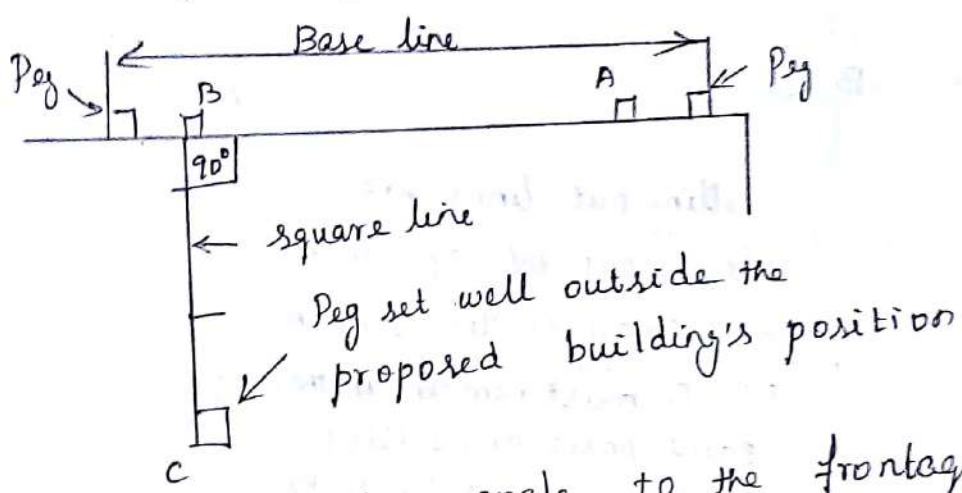 Base line
Peg
B
A
Peg
90°
square line
Peg set well outside the
proposed building's position
C
angle to the frontag